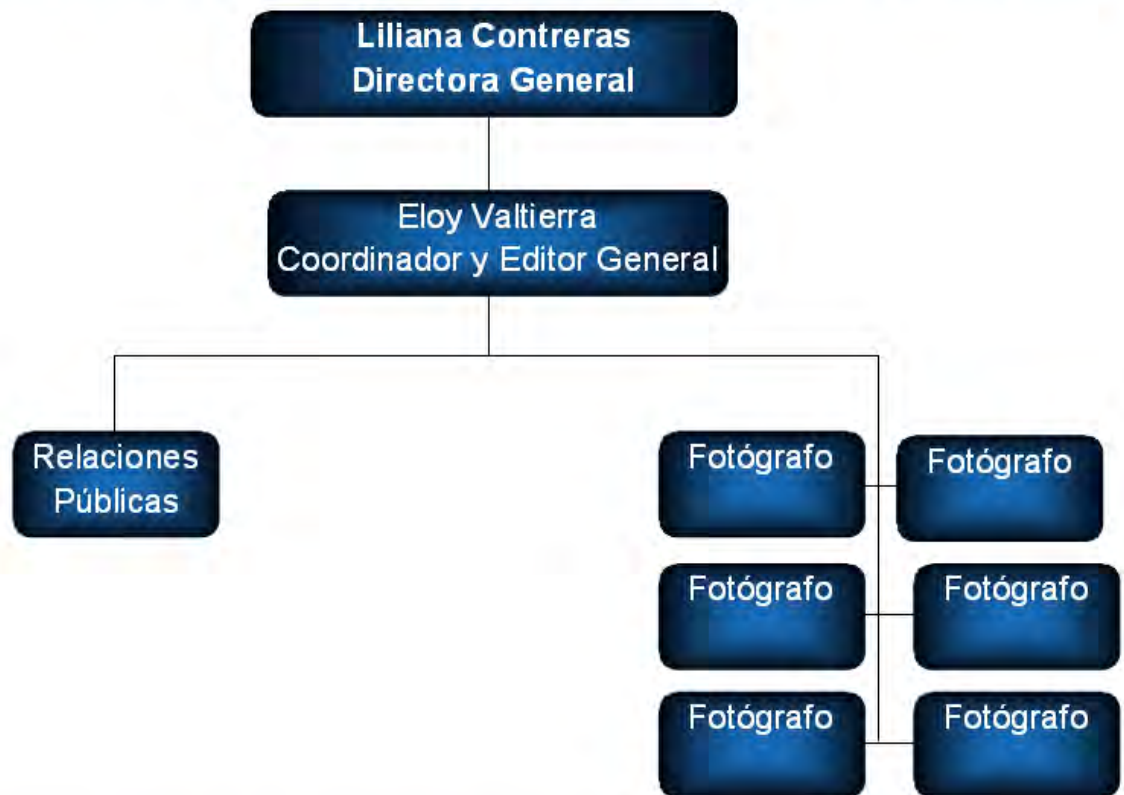 Liliana Contreras
Directora General
Eloy Valtierra
Coordinador y Editor General
Relaciones
Públicas
Fotógrafo
Fotógrafo
Fotógrafo
Fotógrafo
Fotógrafo
Fotógrafo